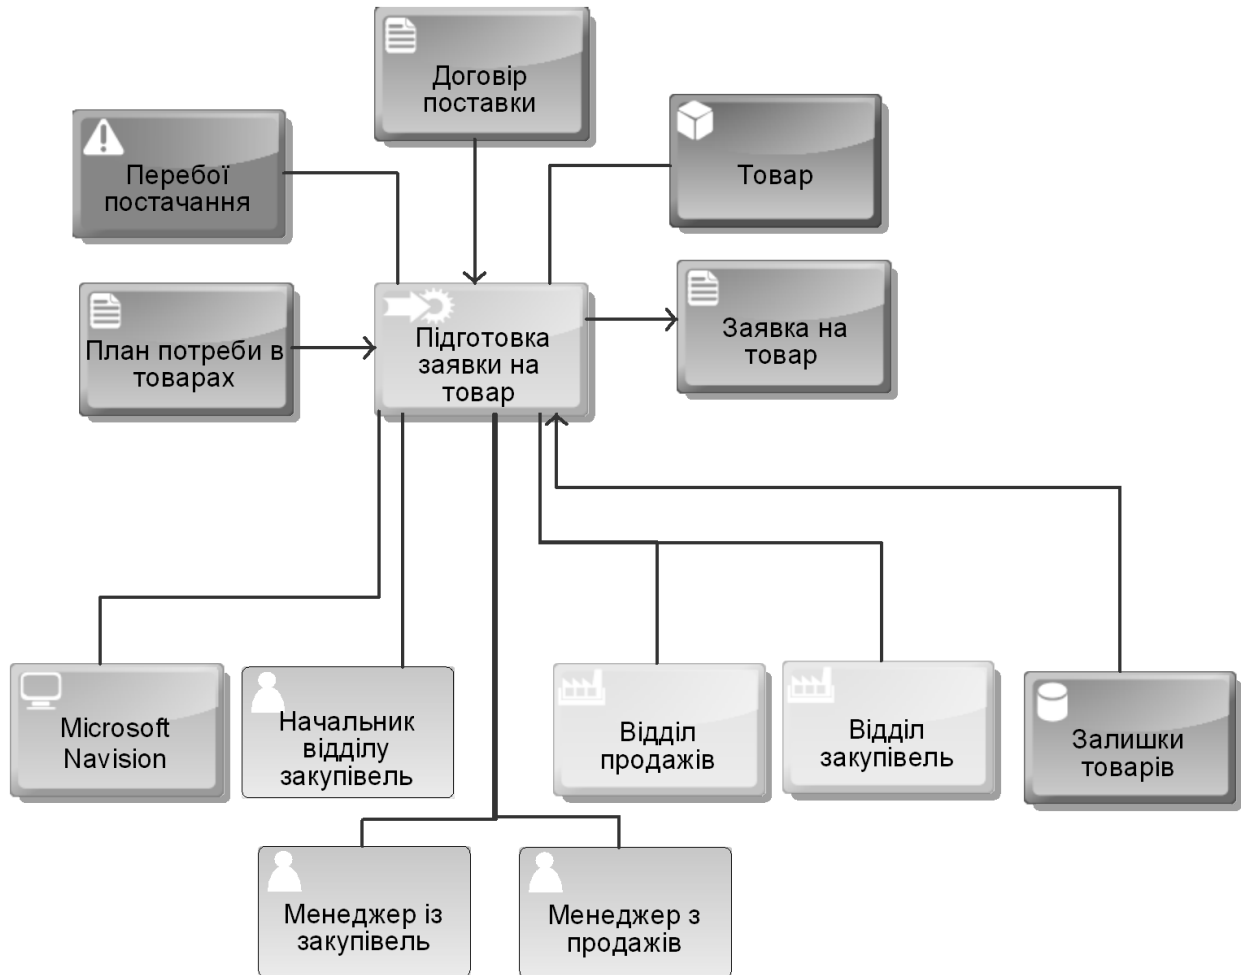 Договір
поставки
Перебої
постачання
Товар
План потреби в
товарах
Підготовка
заявки на
товар
Заявка на
товар
Microsoft
Navision
Начальник
відділу
закупівель
Відділ
продажів
Відділ
закупівель
Залишки
товарів
Менеджер із
закупівель
Менеджер з
продажів